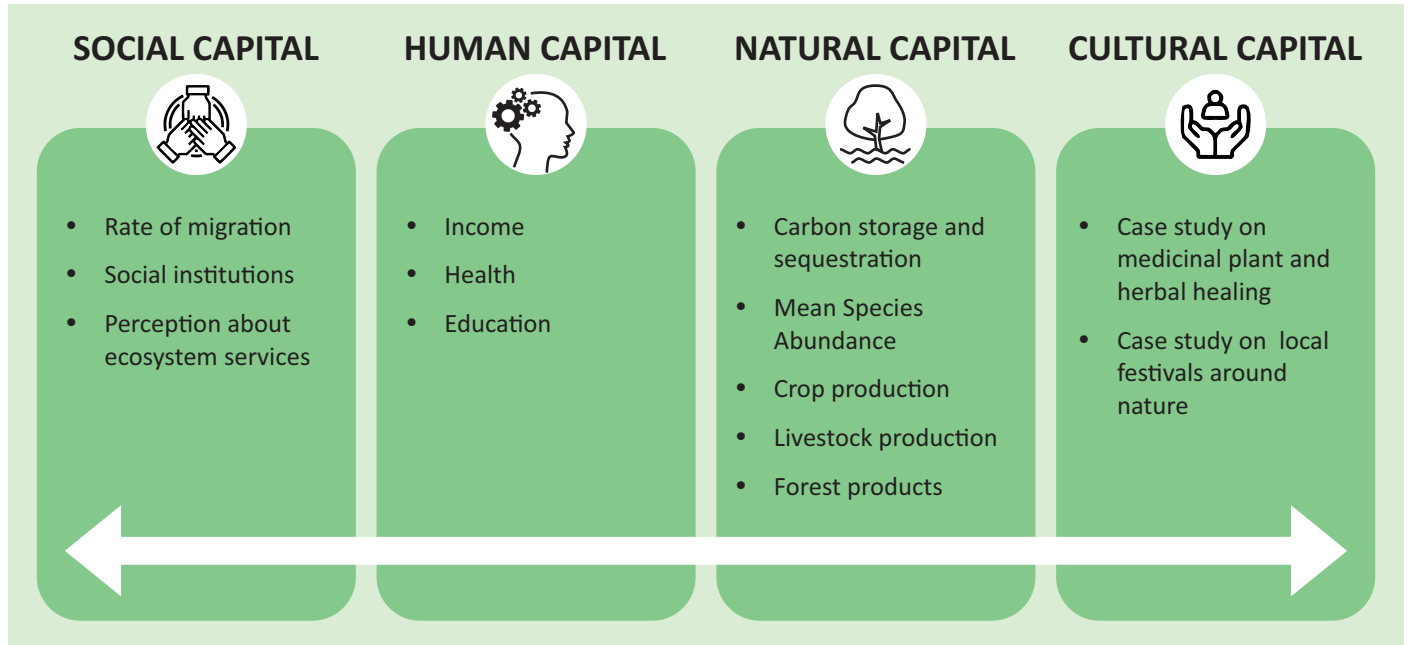 SOCIAL CAPITAL
• Rate of migration
• Social institutions
• Perception about
ecosystem services
HUMAN CAPITAL
• Income
• Health
• Education
NATURAL CAPITAL
• Carbon storage and
sequestration
• Mean Species
Abundance
• Crop production
• Livestock production
• Forest products
CULTURAL CAPITAL
• Case study on
medicinal plant and
herbal healing
• Case study on  local
festivals around
nature